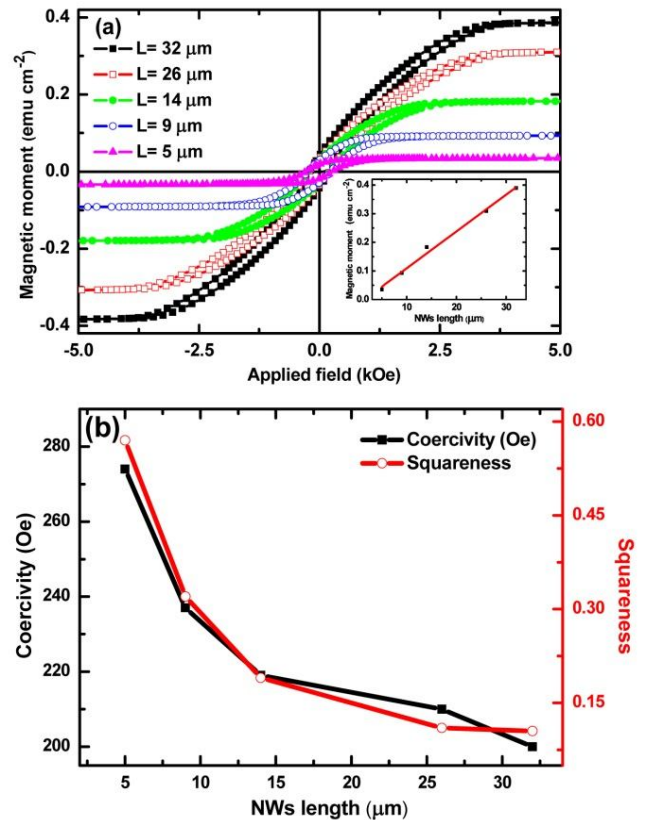 (a)
Magnetic moment (emu cm⁻²)
0.4
0.2
0.0
-0.2
-0.4
L= 32 μm
L= 26 μm
L= 14 μm
L= 9 μm
L= 5 μm
-5.0 -2.5 0.0 2.5 5.0
Applied field (kOe)
Magnetic moment (emu cm⁻²)
0.4
0.3
0.2
0.1
0.0
10 20 30
NWs length (μm)
(b)
Coercivity (Oe)
280
260
240
220
200
Coercivity (Oe)
Squareness
0.60
0.45
0.30
0.15
Squareness
5 10 15 20 25 30
NWs length (μm)